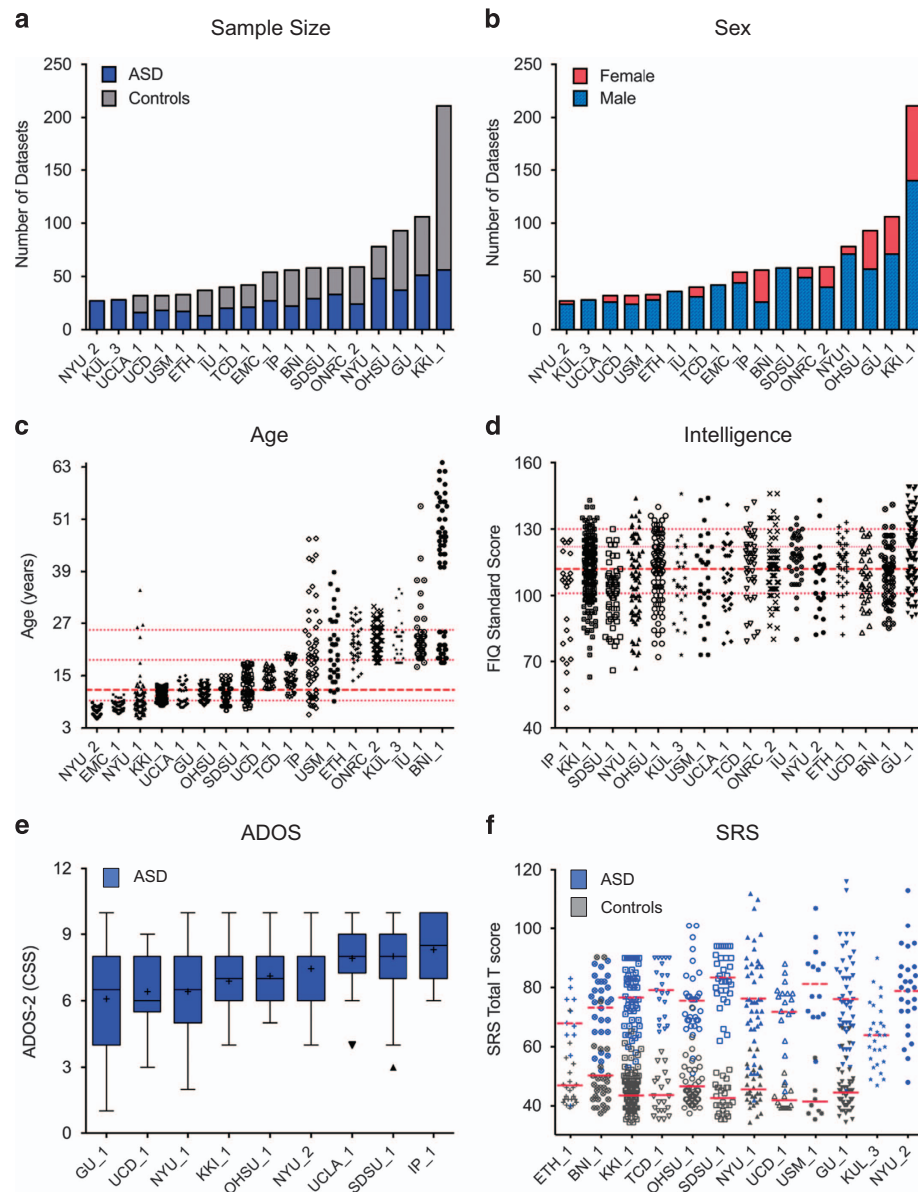 a
Sample Size
Number of Datasets
250
200
150
100
50
0
ASD
Controls
NYU_2
KUL_3
UCLA_1
UCD_1
USM_1
ETH_1
IU_1
TCD_1
EMC_1
IP_1
BNI_1
SDSU_1
ONRC_2
NYU_1
OHSU_1
GU_1
KKI_1
b
Sex
Number of Datasets
250
200
150
100
50
0
Female
Male
NYU_2
KUL_3
UCLA_1
UCD_1
USM_1
ETH_1
IU_1
TCD_1
EMC_1
IP_1
BNI_1
SDSU_1
ONRC_2
NYU1
OHSU_1
GU_1
KKI_1
c
Age
Age (years)
63
51
39
27
15
3
NYU_2
EMC_1
NYU_1
KKI_1
UCLA_1
GU_1
OHSU_1
SDSU_1
UCD_1
TCD_1
IP_1
USM_1
ETH_1
ONRC_2
KUL_3
IU_1
BNI_1
d
Intelligence
FIQ Standard Score
160
130
100
70
40
IP_1
KKI_1
SDSU_1
NYU_1
OHSU_1
KUL_3
USM_1
UCLA_1
TCD_1
ONRC_2
IU_1
NYU_2
ETH_1
UCD_1
BNI_1
GU_1
e
ADOS
ADOS-2 (CSS)
12
9
6
3
0
ASD
GU_1
UCD_1
NYU_1
KKI_1
OHSU_1
NYU_2
UCLA_1
SDSU_1
IP_1
f
SRS
SRS Total T score
120
100
80
60
40
ASD
Controls
ETH_1
BNI_1
KKI_1
TCD_1
OHSU_1
SDSU_1
NYU_1
UCD_1
USM_1
GU_1
KUL_3
NYU_2